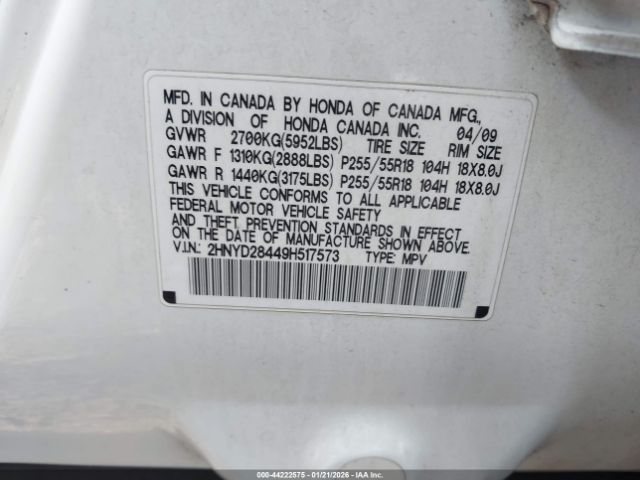 MFD. IN CANADA BY HONDA OF CANADA MFG.,
A DIVISION OF HONDA CANADA INC. 04/09
GVWR 2700KG(5952LBS) TIRE SIZE RIM SIZE
GAWR F 1310KG(2888LBS) P255/55R18 104H 18X8.0J
GAWR R 1440KG(3175LBS) P255/55R18 104H 18X8.0J
THIS VEHICLE CONFORMS TO ALL APPLICABLE
FEDERAL MOTOR VEHICLE SAFETY
AND THEFT PREVENTION STANDARDS IN EFFECT
ON THE DATE OF MANUFACTURE SHOWN ABOVE.
V.I.N.: 2HNYD28449H517573 TYPE: MPV
000-44222575 - 01/21/2026 - IAAI.CA